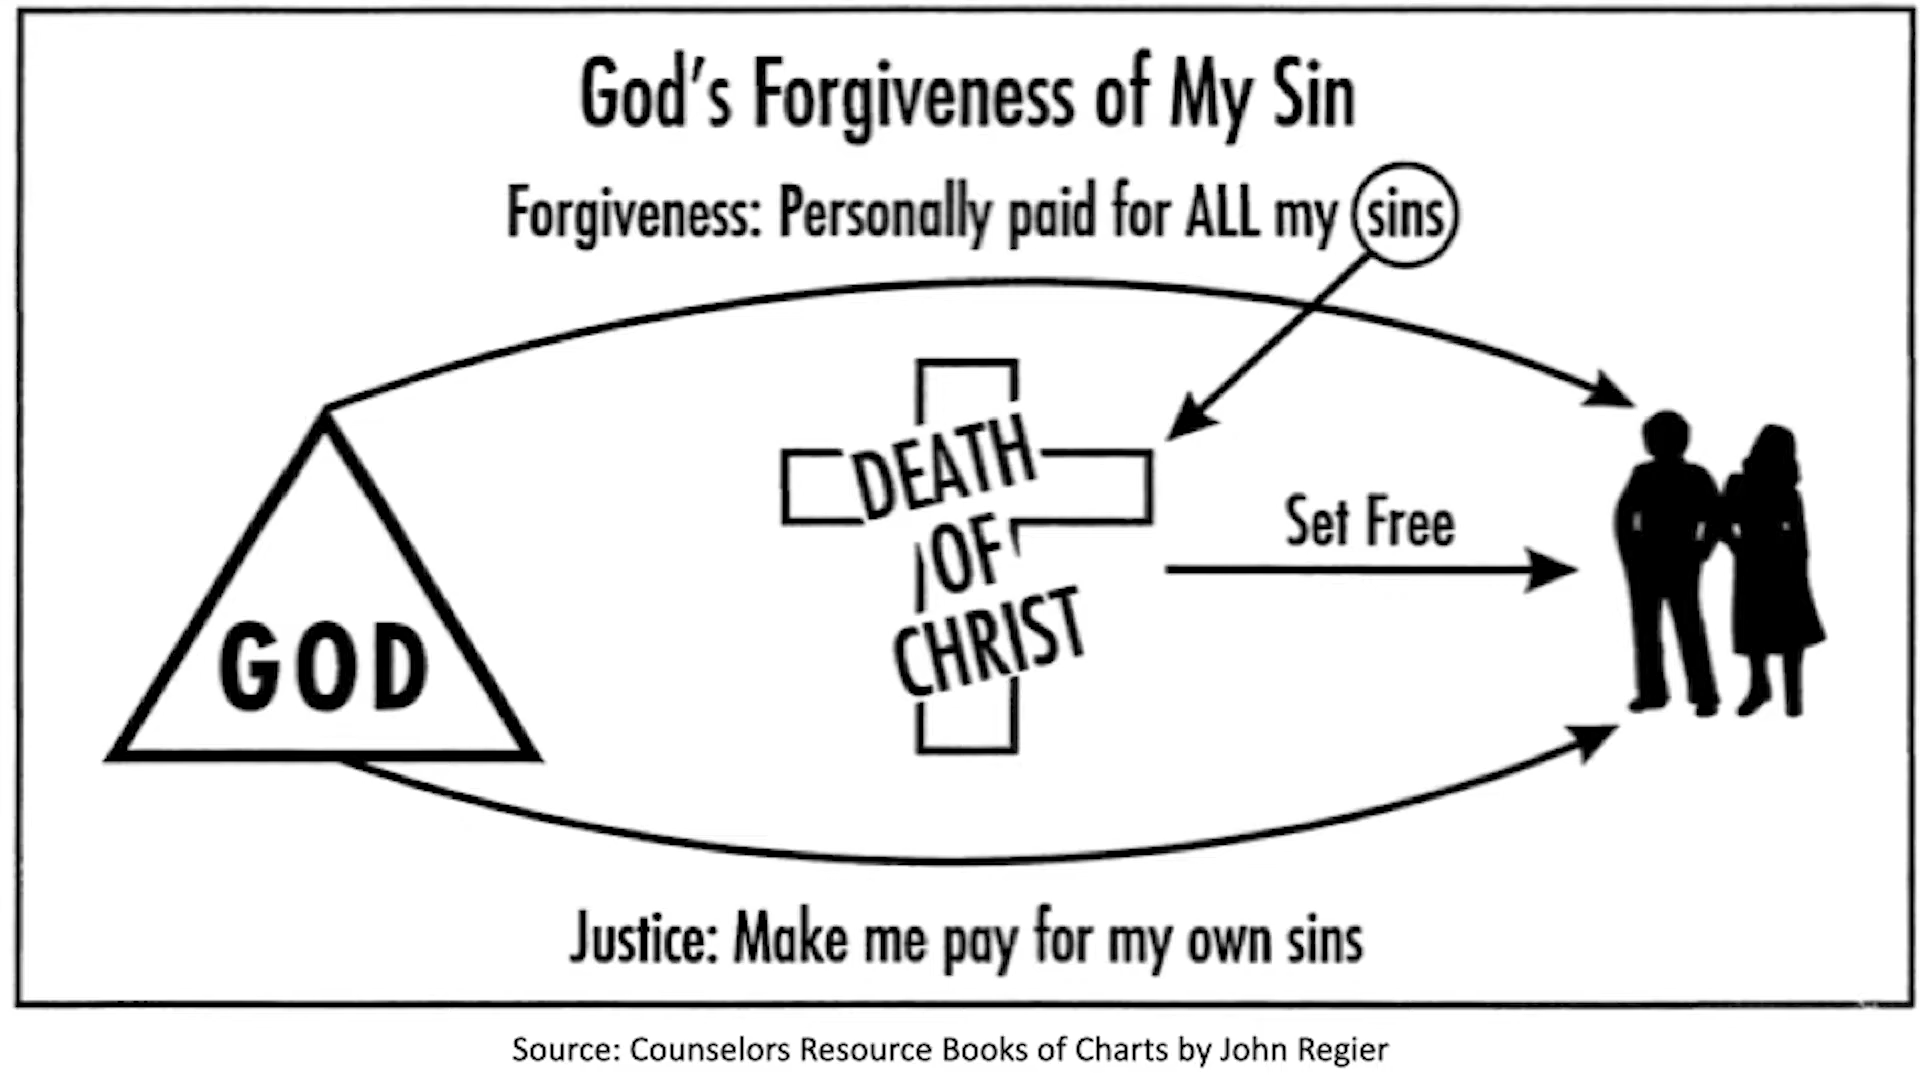 God's Forgiveness of My Sin
Forgiveness: Personally paid for ALL my sins
DEATH
OF
CHRIST
Set Free
GOD
Justice: Make me pay for my own sins
Source: Counselors Resource Books of Charts by John Regier